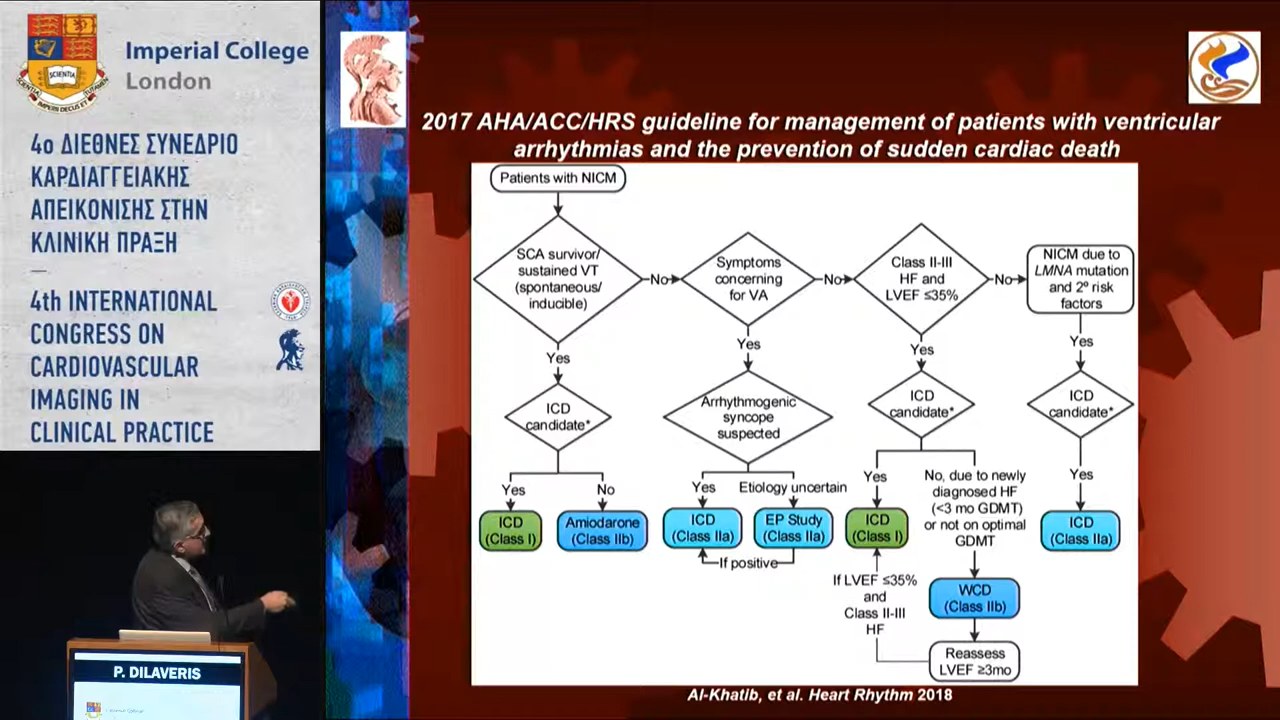 Imperial College
London
SCIENTIA
4ο ΔΙΕΘΝΕΣ ΣΥΝΕΔΡΙΟ
ΚΑΡΔΙΑΓΓΕΙΑΚΗΣ
ΑΠΕΙΚΟΝΙΣΗΣ ΣΤΗΝ
ΚΛΙΝΙΚΗ ΠΡΑΞΗ
4th INTERNATIONAL
CONGRESS ON
CARDIOVASCULAR
IMAGING IN
CLINICAL PRACTICE
P. DILAVERIS
2017 AHA/ACC/HRS guideline for management of patients with ventricular
arrhythmias and the prevention of sudden cardiac death
Patients with NICM
SCA survivor/
sustained VT
(spontaneous/
inducible)
No
Symptoms
concerning
for VA
No
Class II-III
HF and
LVEF ≤35%
No
NICM due to
LMNA mutation
and 2º risk
factors
Yes
Yes
Yes
Yes
ICD
candidate*
Arrhythmogenic
syncope
suspected
ICD
candidate*
ICD
candidate*
Yes
No
Yes
Etiology uncertain
Yes
No, due to newly
diagnosed HF
(<3 mo GDMT)
or not on optimal
GDMT
Yes
ICD
(Class I)
Amiodarone
(Class IIb)
ICD
(Class IIa)
EP Study
(Class IIa)
ICD
(Class I)
ICD
(Class IIa)
If positive
If LVEF ≤35%
and
Class II-III
HF
WCD
(Class IIb)
Reassess
LVEF ≥3mo
Al-Khatib, et al. Heart Rhythm 2018